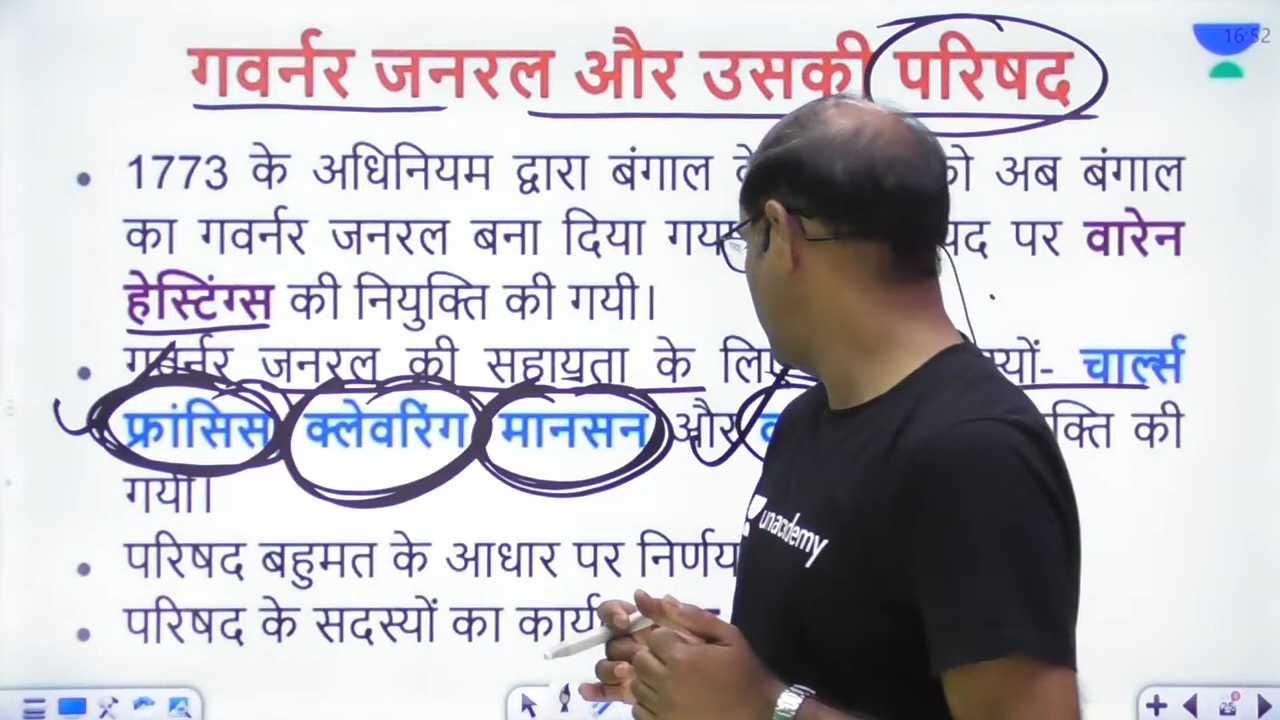 गवर्नर जनरल और उसकी परिषद
16:52
1773 के अधिनियम द्वारा बंगाल को अब बंगाल
का गवर्नर जनरल बना दिया पद पर वारेन
हेस्टिंग्स की नियुक्ति की गयी।
गवर्नर जनरल की सहायता के चार्ल्स
फ्रांसिस क्लेवरिंग मानसन और की
गयी।
परिषद बहुमत के आधार पर निर्णय
परिषद के सदस्यों का कार्य
unacademy
25